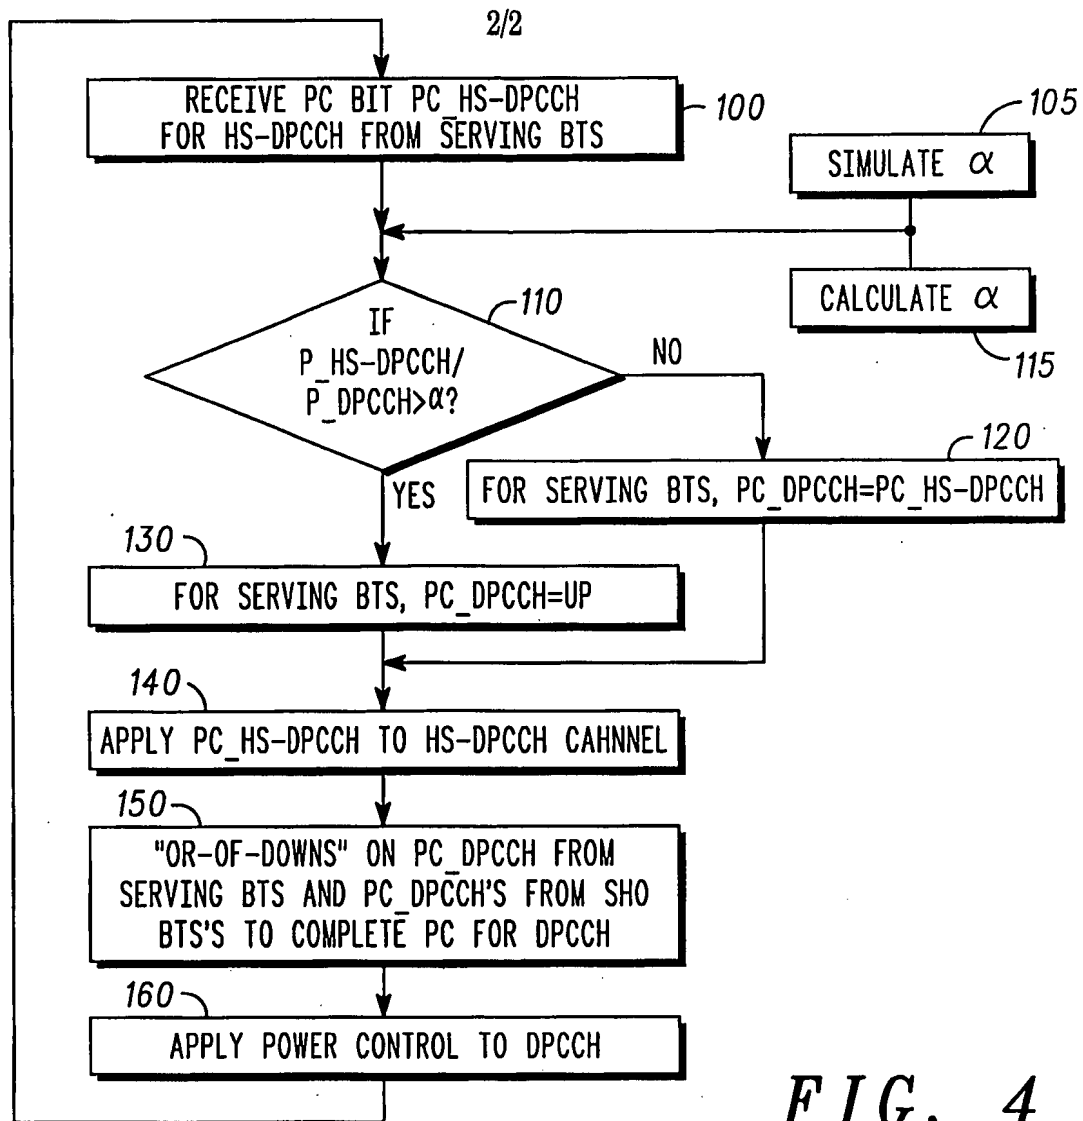 2/2
RECEIVE PC BIT PC_HS-DPCCH
FOR HS-DPCCH FROM SERVING BTS
100
105
SIMULATE α
CALCULATE α
115
110
IF
P_HS-DPCCH/
P_DPCCH>α?
NO
YES
120
FOR SERVING BTS, PC_DPCCH=PC_HS-DPCCH
130
FOR SERVING BTS, PC_DPCCH=UP
140
APPLY PC_HS-DPCCH TO HS-DPCCH CAHNNEL
150
"OR-OF-DOWNS" ON PC_DPCCH FROM
SERVING BTS AND PC_DPCCH'S FROM SHO
BTS'S TO COMPLETE PC FOR DPCCH
160
APPLY POWER CONTROL TO DPCCH
FIG. 4